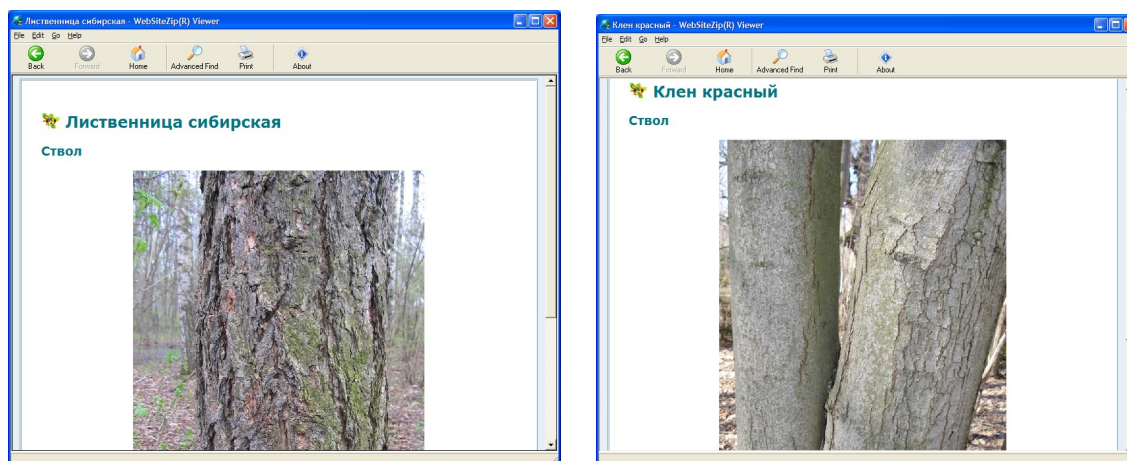 Лиственница сибирская - WebSiteZip(R) Viewer
File Edit Go Help
Back Forward Home Advanced Find Print About
Лиственница сибирская
Ствол
Клен красный - WebSiteZip(R) Viewer
File Edit Go Help
Back Forward Home Advanced Find Print About
Клен красный
Ствол